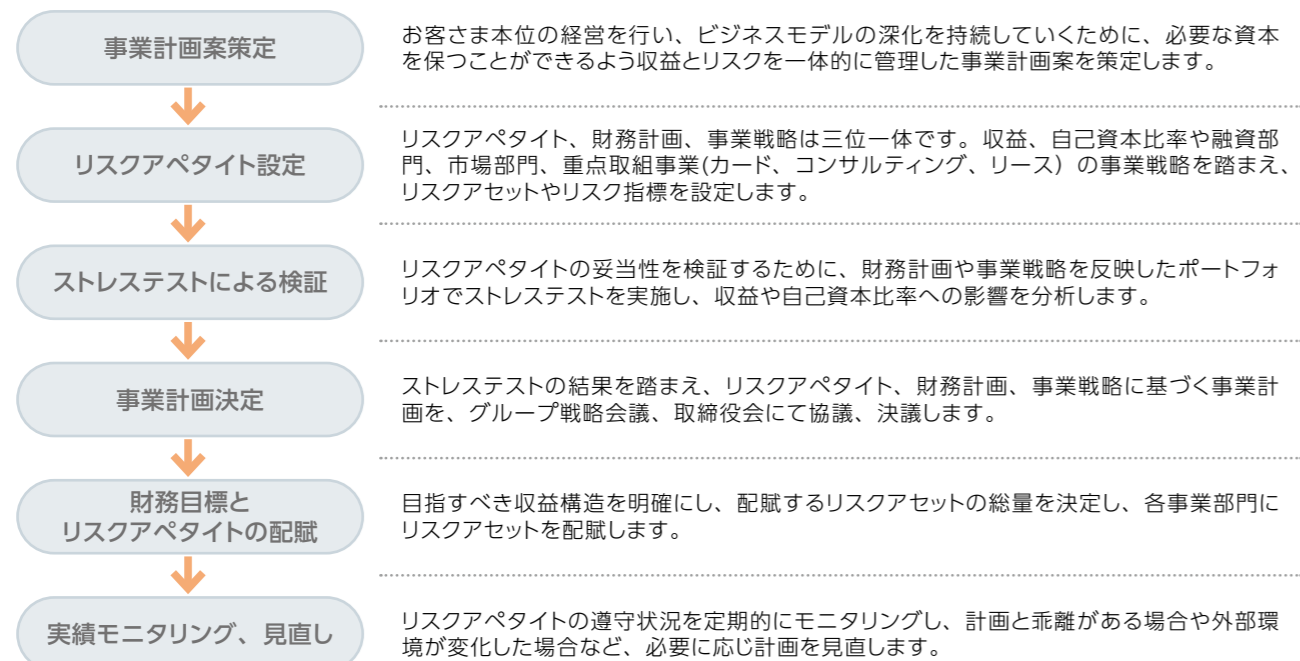 事業計画案策定
お客さま本位の経営を行い、ビジネスモデルの深化を持続していくために、必要な資本
を保つことができるよう収益とリスクを一体的に管理した事業計画案を策定します。
リスクアペタイト設定
リスクアペタイト、財務計画、事業戦略は三位一体です。収益、自己資本比率や融資部
門、市場部門、重点取組事業(カード、コンサルティング、リース）の事業戦略を踏まえ、
リスクアセットやリスク指標を設定します。
ストレステストによる検証
リスクアペタイトの妥当性を検証するために、財務計画や事業戦略を反映したポートフォ
リオでストレステストを実施し、収益や自己資本比率への影響を分析します。
事業計画決定
ストレステストの結果を踏まえ、リスクアペタイト、財務計画、事業戦略に基づく事業計
画を、グループ戦略会議、取締役会にて協議、決議します。
財務目標と
リスクアペタイトの配賦
目指すべき収益構造を明確にし、配賦するリスクアセットの総量を決定し、各事業部門に
リスクアセットを配賦します。
実績モニタリング、見直し
リスクアペタイトの遵守状況を定期的にモニタリングし、計画と乖離がある場合や外部環
境が変化した場合など、必要に応じ計画を見直します。